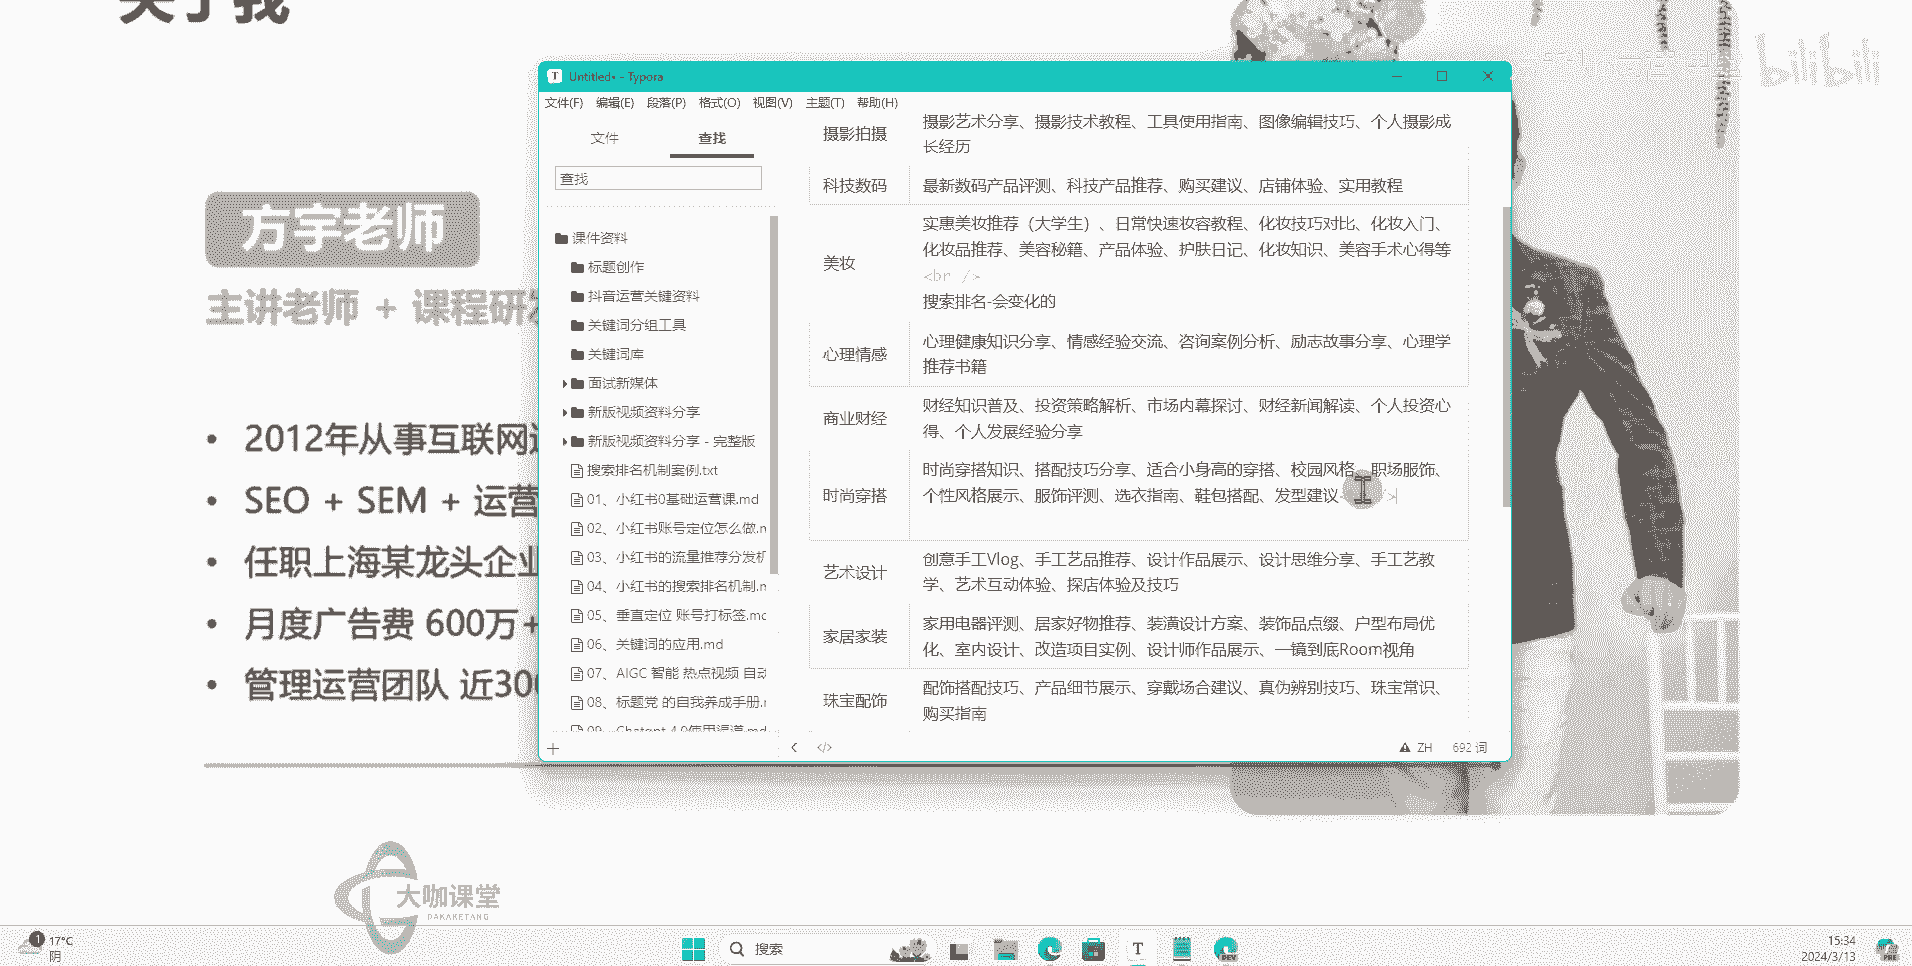 关于我
bilibili
方宇老师
主讲老师 + 课程研发
2012年从事互联网运
SEO + SEM + 运营
任职上海某龙头企业
月度广告费 600万+
管理运营团队 近300
Untitled• - Typora
文件(F) 编辑(E) 段落(P) 格式(O) 视图(V) 主题(T) 帮助(H)
文件 查找
查找
课件资料
标题创作
抖音运营关键资料
关键词分组工具
关键词库
面试新媒体
新版视频资料分享
新版视频资料分享 - 完整版
搜索排名机制案例.txt
01、小红书0基础运营课.md
02、小红书账号定位怎么做.m
03、小红书的流量推荐分发机
04、小红书的搜索排名机制.m
05、垂直定位 账号打标签.md
06、关键词的应用.md
07、AIGC 智能 热点视频 自动
08、标题党 的自我养成手册.m
09、Chatgpt 4.0使用渠道.md
摄影拍摄
摄影艺术分享、摄影技术教程、工具使用指南、图像编辑技巧、个人摄影成
长经历
科技数码
最新数码产品评测、科技产品推荐、购买建议、店铺体验、实用教程
美妆
实惠美妆推荐（大学生）、日常快速妆容教程、化妆技巧对比、化妆入门、
化妆品推荐、美容秘籍、产品体验、护肤日记、化妆知识、美容手术心得等
<br />
搜索排名-会变化的
心理情感
心理健康知识分享、情感经验交流、咨询案例分析、励志故事分享、心理学
推荐书籍
商业财经
财经知识普及、投资策略解析、市场内幕探讨、财经新闻解读、个人投资心
得、个人发展经验分享
时尚穿搭
时尚穿搭知识、搭配技巧分享、适合小身高的穿搭、校园风格、职场服饰、
个性风格展示、服饰评测、选衣指南、鞋包搭配、发型建议
艺术设计
创意手工Vlog、手工艺品推荐、设计作品展示、设计思维分享、手工艺教
学、艺术互动体验、探店体验及技巧
家居家装
家用电器评测、居家好物推荐、装潢设计方案、装饰品点缀、户型布局优
化、室内设计、改造项目实例、设计师作品展示、一镜到底Room视角
珠宝配饰
配饰搭配技巧、产品细节展示、穿戴场合建议、真伪辨别技巧、珠宝常识、
购买指南
</> ZH 692 词
大咖课堂
DAKAKETANG
1 17°C
阴
搜索
T
DEV
15:34
2024/3/13
PRE